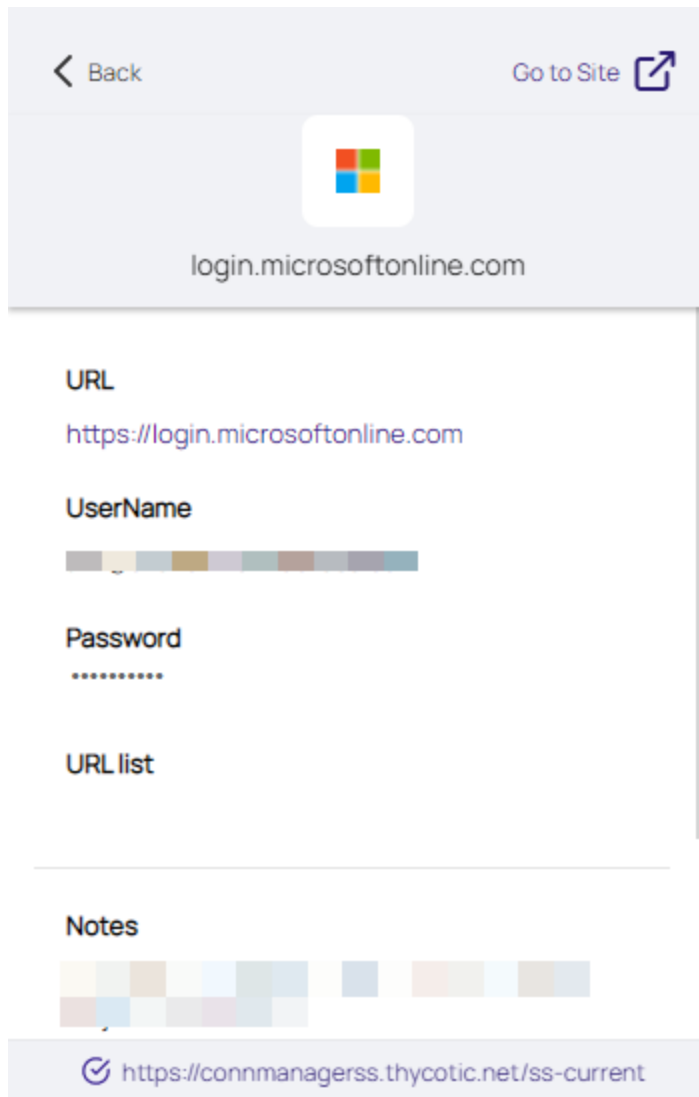 Back
Go to Site
login.microsoftonline.com
URL
https://login.microsoftonline.com
UserName
Password
••••••••••
URL list
Notes
https://connmanagerss.thycotic.net/ss-current